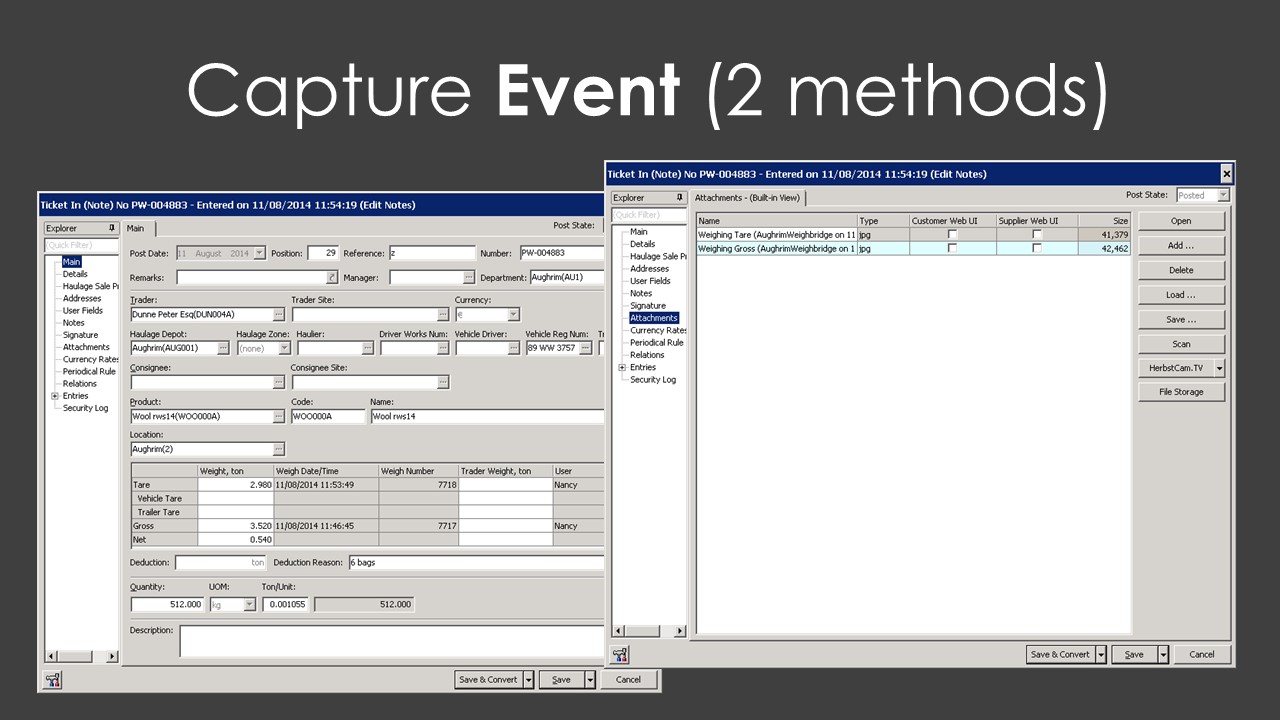 Capture Event (2 methods)
Ticket In (Note) No PW-004883 - Entered on 11/08/2014 11:54:19 (Edit Notes)
Explorer
(Quick Filter)
Main
Details
Haulage Sale Pr
Addresses
User Fields
Notes
Signature
Attachments
Currency Rates
Periodical Rule
Relations
Entries
Security Log
Main
Post State:
Post Date: 11 August 2014 Position: 29 Reference: z Number: PW-004883
Remarks: Manager: Department: Aughrim(AU1)
Trader: Trader Site: Currency:
Dunne Peter Esq(DUN004A) €
Haulage Depot: Haulage Zone: Haulier: Driver Works Num: Vehicle Driver: Vehicle Reg Num: Tr
Aughrim(AUG001) (none) 89 WW 3757
Consignee: Consignee Site:
Product: Code: Name:
Wool rws14(WOO000A) WOO000A Wool rws14
Location:
Aughrim(2)
Weight, ton Weigh Date/Time Weigh Number Trader Weight, ton User
Tare 2.980 11/08/2014 11:53:49 7718 Nancy
Vehicle Tare
Trailer Tare
Gross 3.520 11/08/2014 11:46:45 7717 Nancy
Net 0.540
Deduction: ton Deduction Reason: 6 bags
Quantity: UOM: Ton/Unit:
512.000 kg 0.001055 512.000
Description:
Save & Convert Save Cancel
Ticket In (Note) No PW-004883 - Entered on 11/08/2014 11:54:19 (Edit Notes)
Explorer
(Quick Filter)
Main
Details
Haulage Sale Pr
Addresses
User Fields
Notes
Signature
Attachments
Currency Rates
Periodical Rule
Relations
Entries
Security Log
Attachments - (Built-in View)
Post State: Posted
Name Type Customer Web UI Supplier Web UI Size
Weighing Tare (AughrimWeighbridge on 11 jpg 41,379
Weighing Gross (AughrimWeighbridge on 1 jpg 42,462
Open
Add ...
Delete
Load ...
Save ...
Scan
HerbstCam.TV
File Storage
Save & Convert Save Cancel